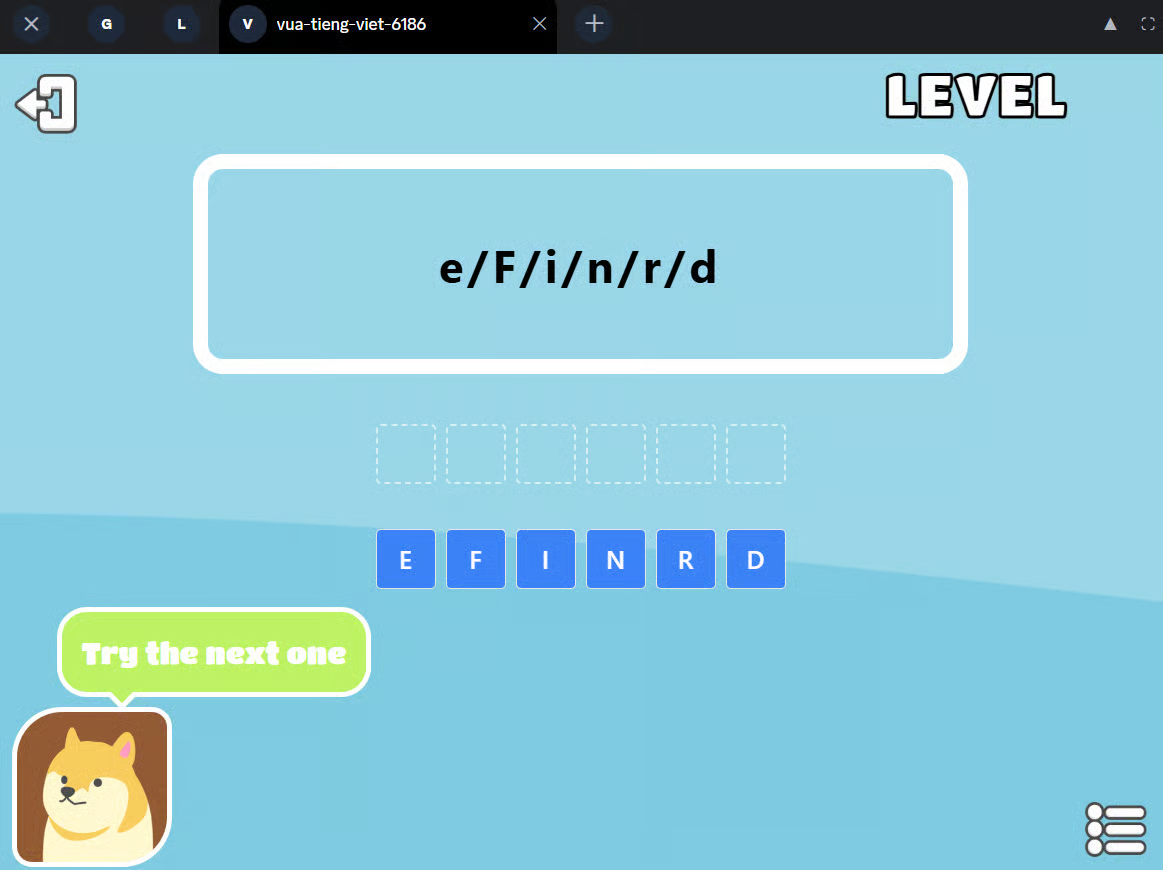 G
L
V
vua-tieng-viet-6186
LEVEL
e/F/i/n/r/d
E F I N R D
Try the next one